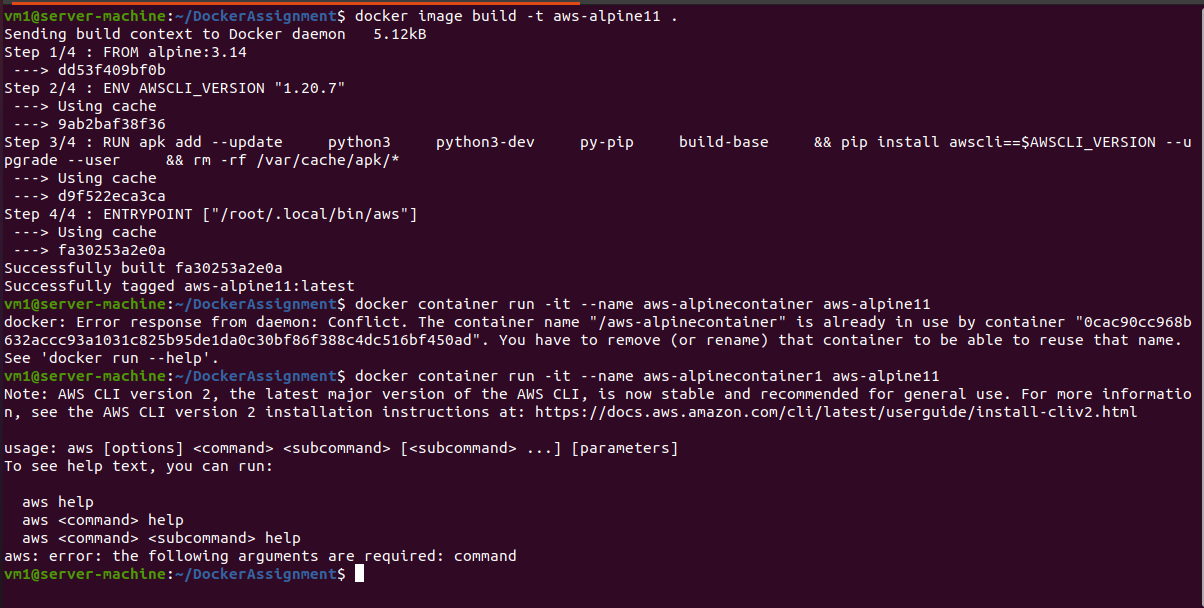 vm1@server-machine:~/DockerAssignment$ docker image build -t aws-alpine11 .
Sending build context to Docker daemon   5.12kB
Step 1/4 : FROM alpine:3.14
 ---> dd53f409bf0b
Step 2/4 : ENV AWSCLI_VERSION "1.20.7"
 ---> Using cache
 ---> 9ab2baf38f36
Step 3/4 : RUN apk add --update     python3     python3-dev     py-pip     build-base     && pip install awscli==$AWSCLI_VERSION --u
pgrade --user     && rm -rf /var/cache/apk/*
 ---> Using cache
 ---> d9f522eca3ca
Step 4/4 : ENTRYPOINT ["/root/.local/bin/aws"]
 ---> Using cache
 ---> fa30253a2e0a
Successfully built fa30253a2e0a
Successfully tagged aws-alpine11:latest
vm1@server-machine:~/DockerAssignment$ docker container run -it --name aws-alpinecontainer aws-alpine11
docker: Error response from daemon: Conflict. The container name "/aws-alpinecontainer" is already in use by container "0cac90cc968b
632accc93a1031c825b95de1da0c30bf86f388c4dc516bf450ad". You have to remove (or rename) that container to be able to reuse that name.
See 'docker run --help'.
vm1@server-machine:~/DockerAssignment$ docker container run -it --name aws-alpinecontainer1 aws-alpine11
Note: AWS CLI version 2, the latest major version of the AWS CLI, is now stable and recommended for general use. For more informatio
n, see the AWS CLI version 2 installation instructions at: https://docs.aws.amazon.com/cli/latest/userguide/install-cliv2.html

usage: aws [options] <command> <subcommand> [<subcommand> ...] [parameters]
To see help text, you can run:

  aws help
  aws <command> help
  aws <command> <subcommand> help
aws: error: the following arguments are required: command
vm1@server-machine:~/DockerAssignment$